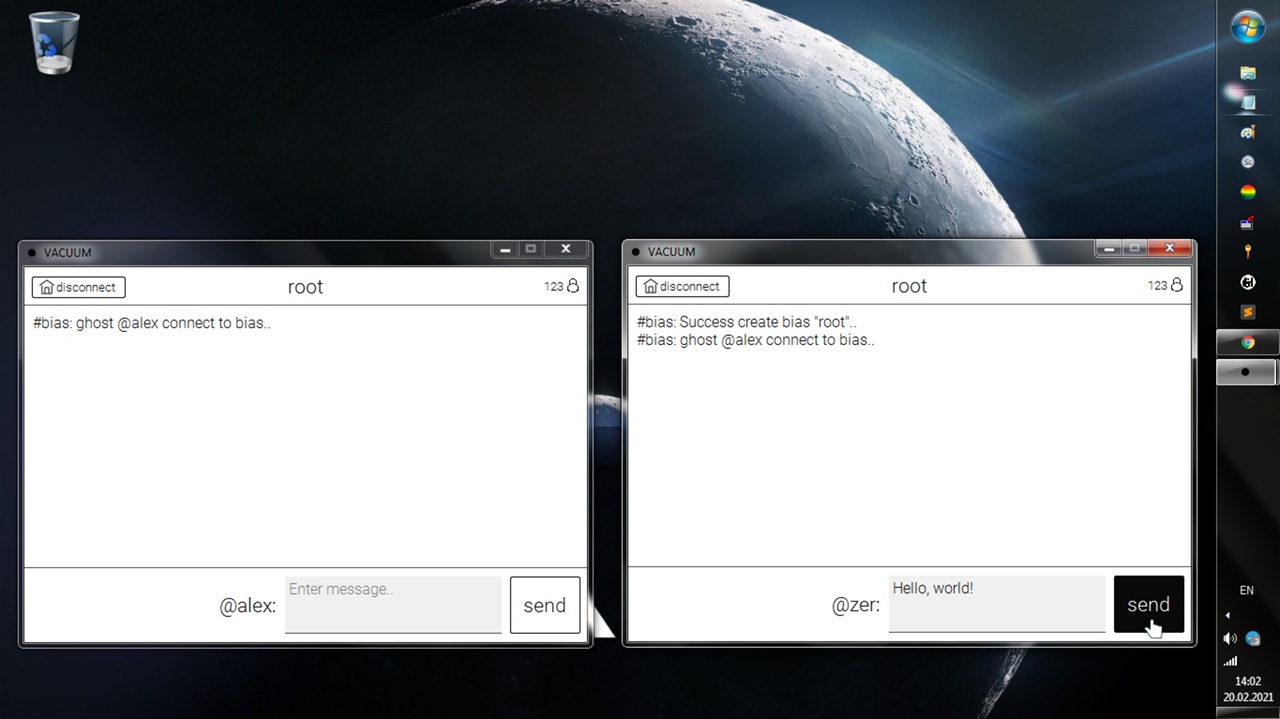 VACUUM
disconnect
root
123
#bias: ghost @alex connect to bias..
@alex:
Enter message..
send
VACUUM
disconnect
root
123
#bias: Success create bias "root"..
#bias: ghost @alex connect to bias..
@zer:
Hello, world!
send
EN
14:02
20.02.2021